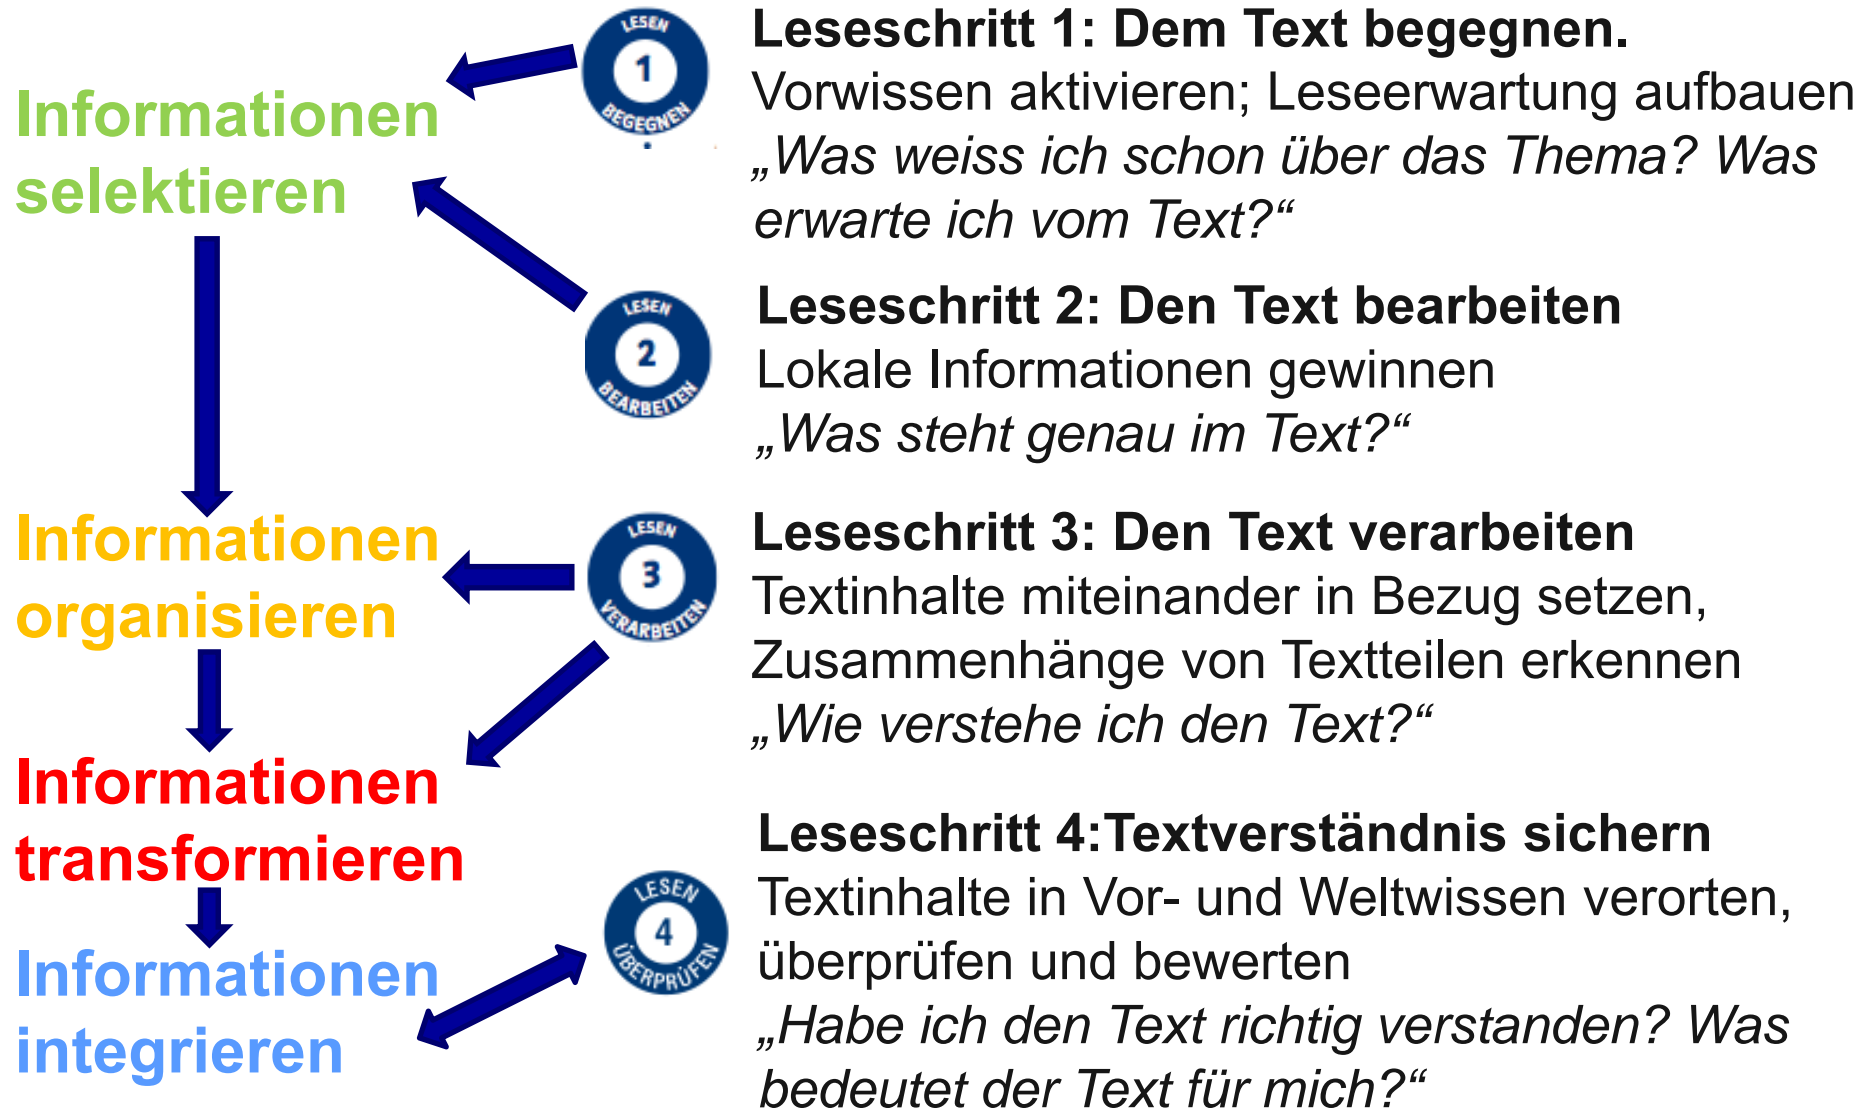 Informationen
selektieren
LESEN
1
BEGEGNEN
Leseschritt 1: Dem Text begegnen.
Vorwissen aktivieren; Leseerwartung aufbauen
„Was weiss ich schon über das Thema? Was
erwarte ich vom Text?“
LESEN
2
BEARBEITEN
Leseschritt 2: Den Text bearbeiten
Lokale Informationen gewinnen
„Was steht genau im Text?“
Informationen
organisieren
LESEN
3
VERARBEITEN
Leseschritt 3: Den Text verarbeiten
Textinhalte miteinander in Bezug setzen,
Zusammenhänge von Textteilen erkennen
„Wie verstehe ich den Text?“
Informationen
transformieren
LESEN
4
ÜBERPRÜFEN
Leseschritt 4:Textverständnis sichern
Textinhalte in Vor- und Weltwissen verorten,
überprüfen und bewerten
„Habe ich den Text richtig verstanden? Was
bedeutet der Text für mich?“
Informationen
integrieren